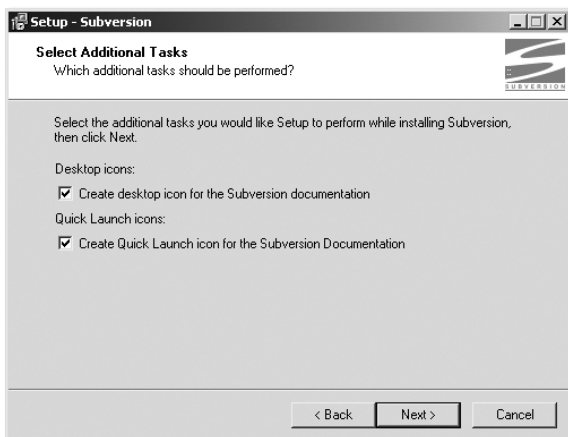 Setup - Subversion
Select Additional Tasks
Which additional tasks should be performed?
SUBVERSION
Select the additional tasks you would like Setup to perform while installing Subversion,
then click Next.
Desktop icons:
Create desktop icon for the Subversion documentation
Quick Launch icons:
Create Quick Launch icon for the Subversion Documentation
< Back
Next >
Cancel